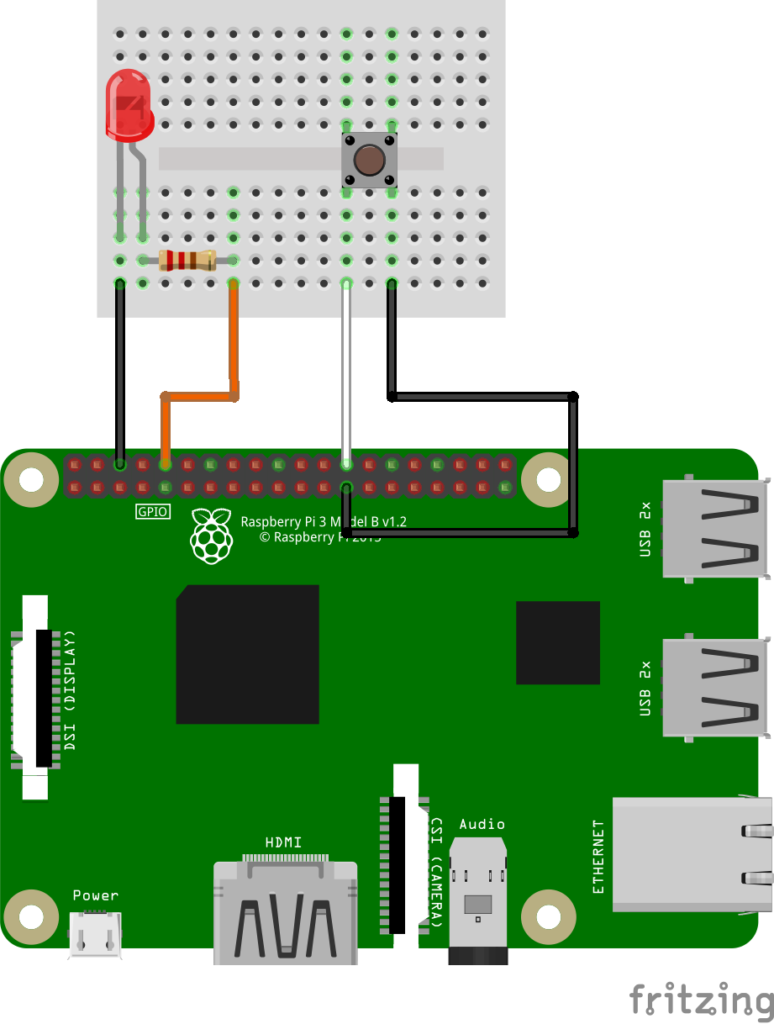 GPIO
Raspberry Pi 3 Model B v1.2
© Raspberry Pi 2015
USB 2x
DSI (DISPLAY)
USB 2x
Audio
CSI (CAMERA)
ETHERNET
HDMI
Power
fritzing